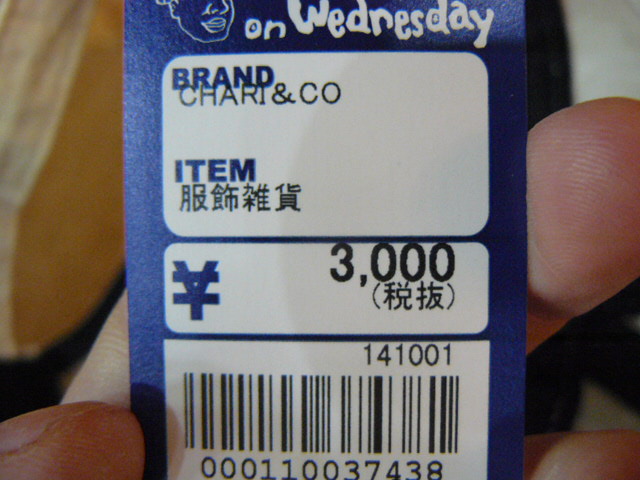 on Wednesday
BRAND
CHARI&CO
ITEM
服飾雑貨
¥ 3,000
(税抜)
141001
000110037438